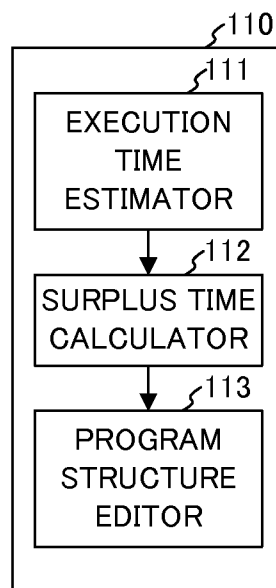 110
111
EXECUTION
TIME
ESTIMATOR
112
SURPLUS TIME
CALCULATOR
113
PROGRAM
STRUCTURE
EDITOR